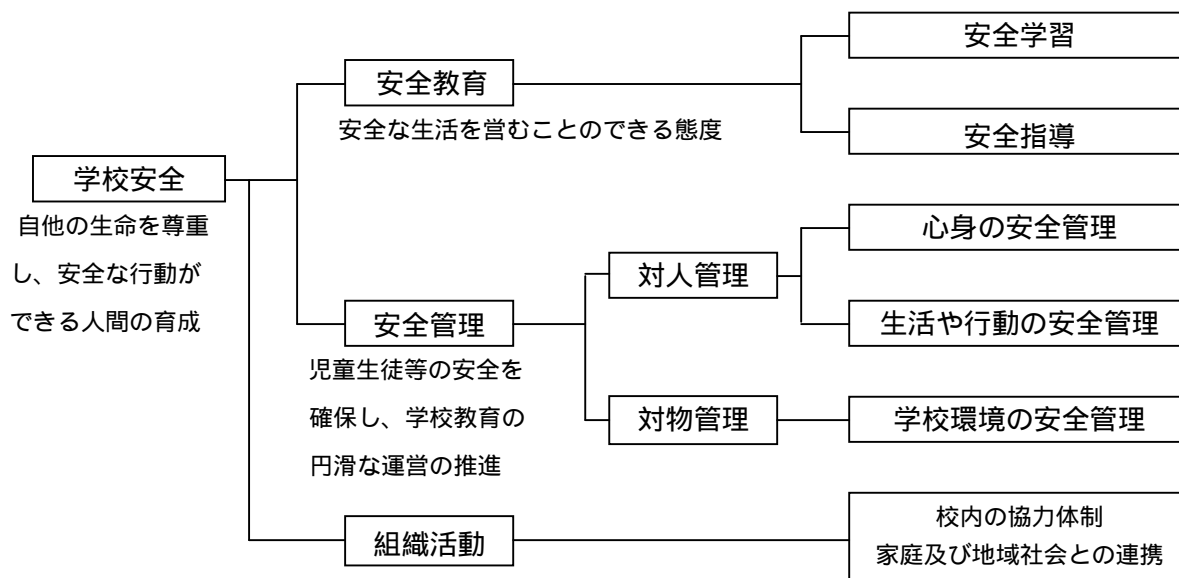 安全学習
安全教育
安全な生活を営むことのできる態度
安全指導
学校安全
自他の生命を尊重
し、安全な行動が
できる人間の育成
心身の安全管理
対人管理
生活や行動の安全管理
安全管理
児童生徒等の安全を
確保し、学校教育の
円滑な運営の推進
対物管理
学校環境の安全管理
組織活動
校内の協力体制
家庭及び地域社会との連携